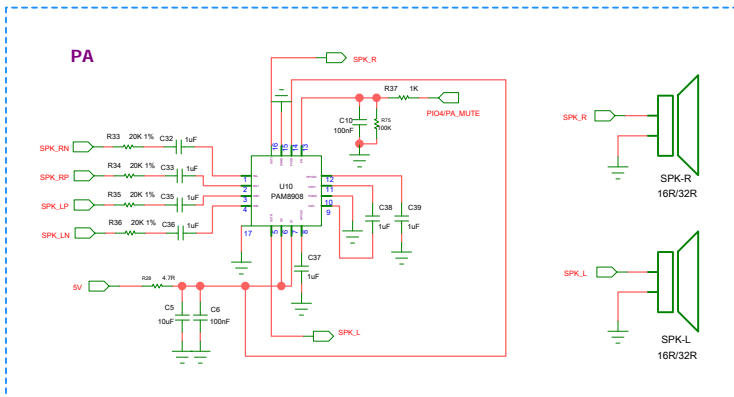 PA
SPK_R
R37 1K
C10
100nF
R75
100K
PIO4/PA_MUTE
SPK_RN
R33 20K 1% C32 1uF
SPK_RP
R34 20K 1% C33 1uF
SPK_LP
R35 20K 1% C35 1uF
SPK_LN
R36 20K 1% C36 1uF
16 15 14 13
1
2
3
4
U10
PAM8908
12
11
10
9
17
5 6 7 8
C38
1uF
C39
1uF
C37
1uF
5V
R28 4.7R
C5
10uF
C6
100nF
SPK_L
SPK_R
SPK-R
16R/32R
SPK_L
SPK-L
16R/32R